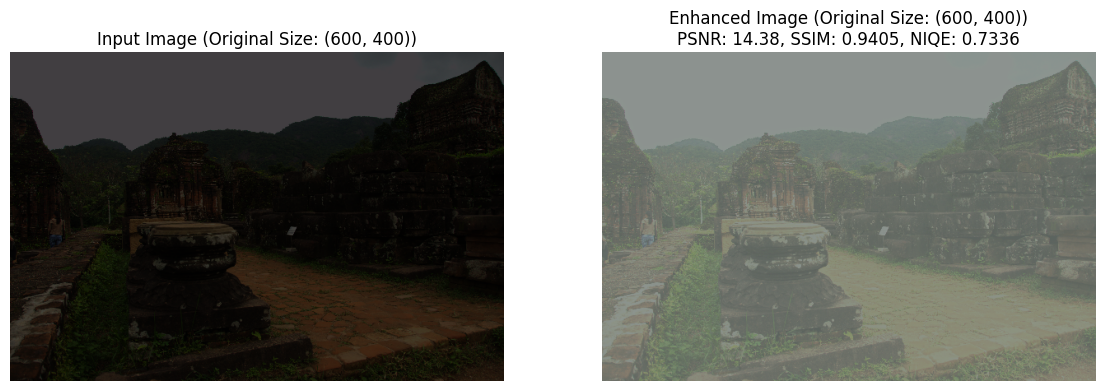 Input Image (Original Size: (600, 400))
Enhanced Image (Original Size: (600, 400))
PSNR: 14.38, SSIM: 0.9405, NIQE: 0.7336